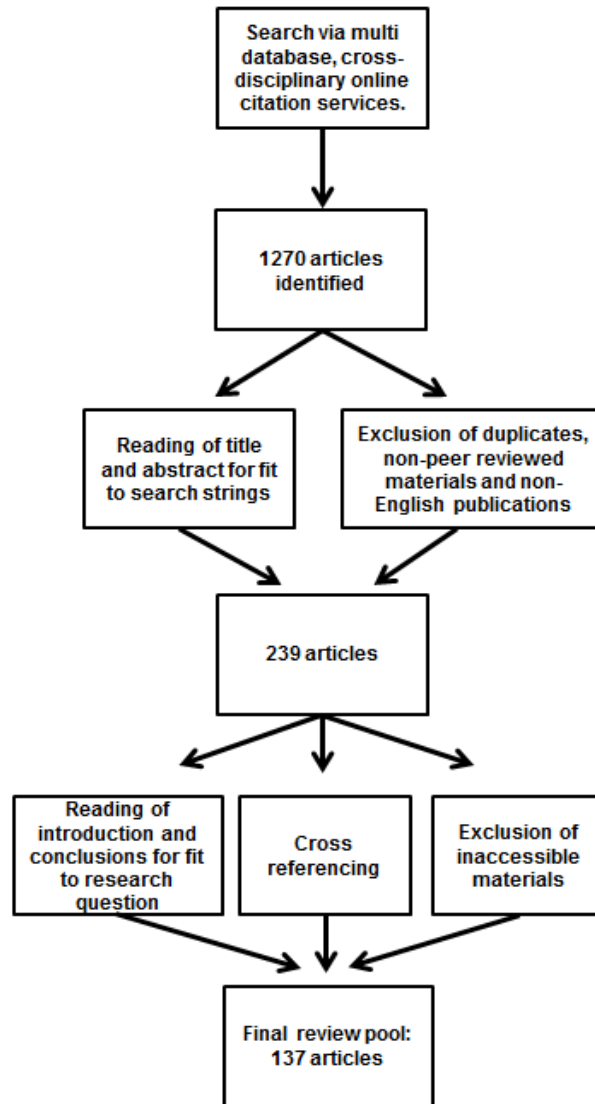 Search via multi
database, cross-
disciplinary online
citation services.
1270 articles
identified
Reading of title
and abstract for fit
to search strings
Exclusion of duplicates,
non-peer reviewed
materials and non-
English publications
239 articles
Reading of
introduction and
conclusions for fit
to research
question
Cross
referencing
Exclusion of
inaccessible
materials
Final review pool:
137 articles